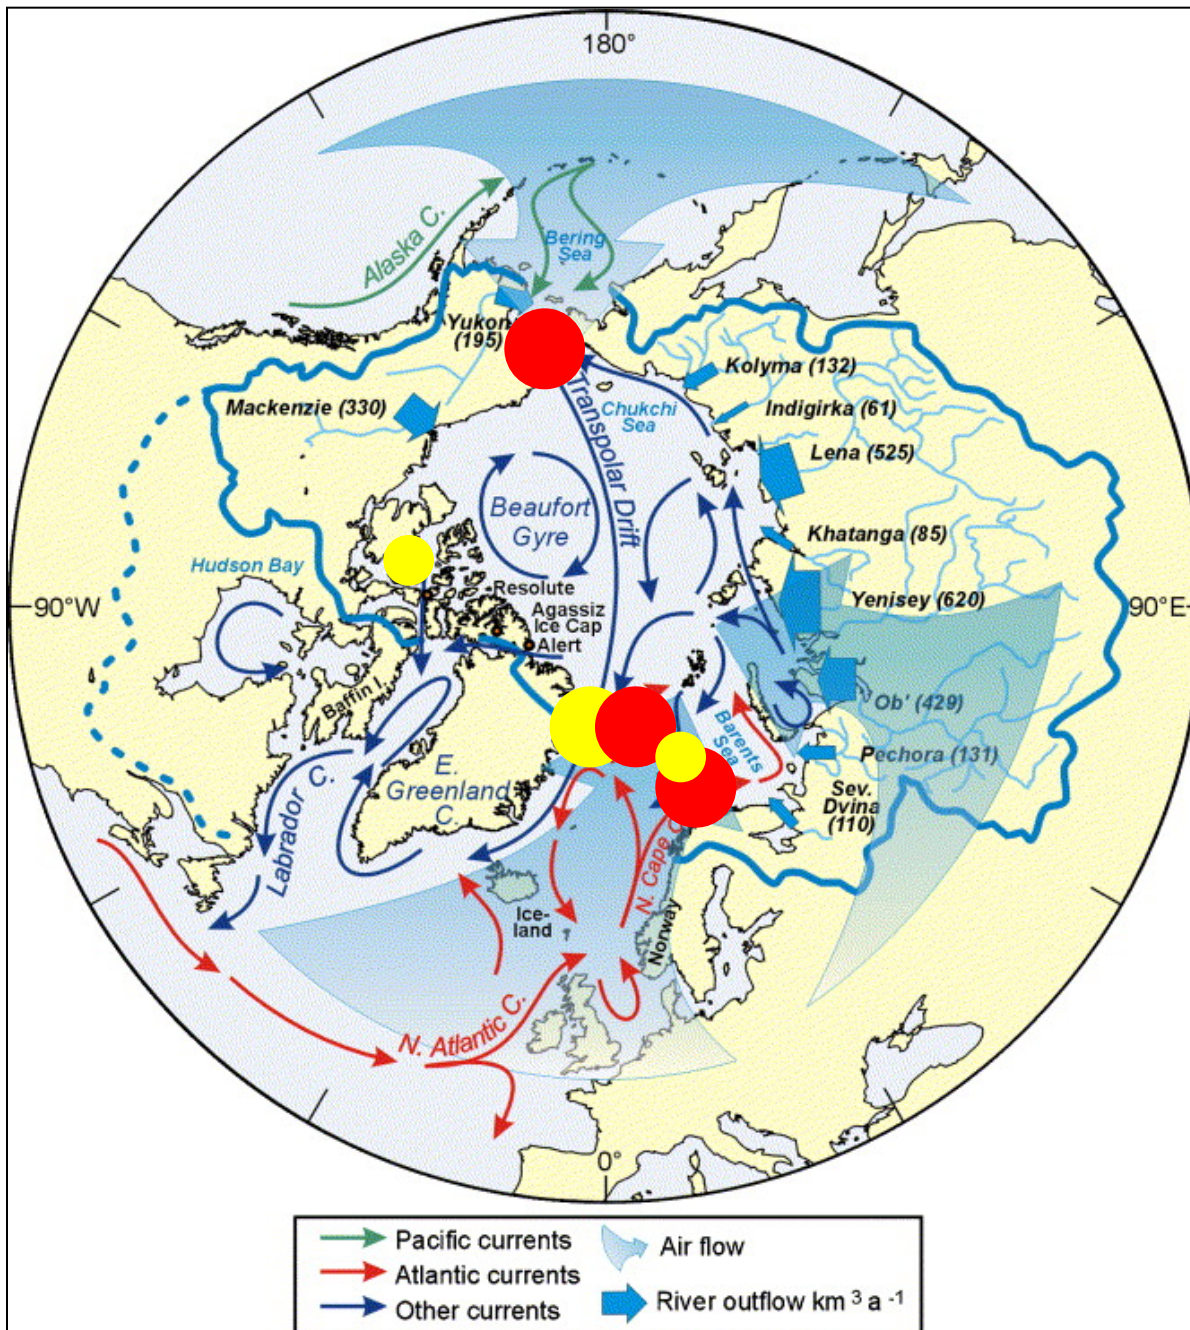 180°
Alaska C.
Bering
Sea
Yukon
(195)
Kolyma (132)
Transpolar Drift
Chukchi
Sea
Indigirka (61)
Mackenzie (330)
Lena (525)
Beaufort
Gyre
Khatanga (85)
Hudson Bay
Resolute
Yenisey (620)
90°W
90°E
Agassiz
Ice Cap
Alert
Baffin I.
Ob' (429)
Barents
Sea
Pechora (131)
E.
Greenland
C.
Sev.
Dvina
(110)
Labrador C.
N. Cape C.
Ice-
land
Norway
N. Atlantic C.
0°
Pacific currents
Air flow
Atlantic currents
Other currents
River outflow km ³ a ⁻¹